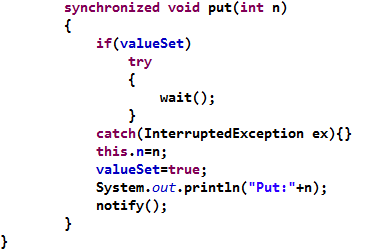 synchronized void put(int n)
{
if(valueSet)
try
{
wait();
}
catch(InterruptedException ex){}
this.n=n;
valueSet=true;
System.out.println("Put:"+n);
notify();
}
}